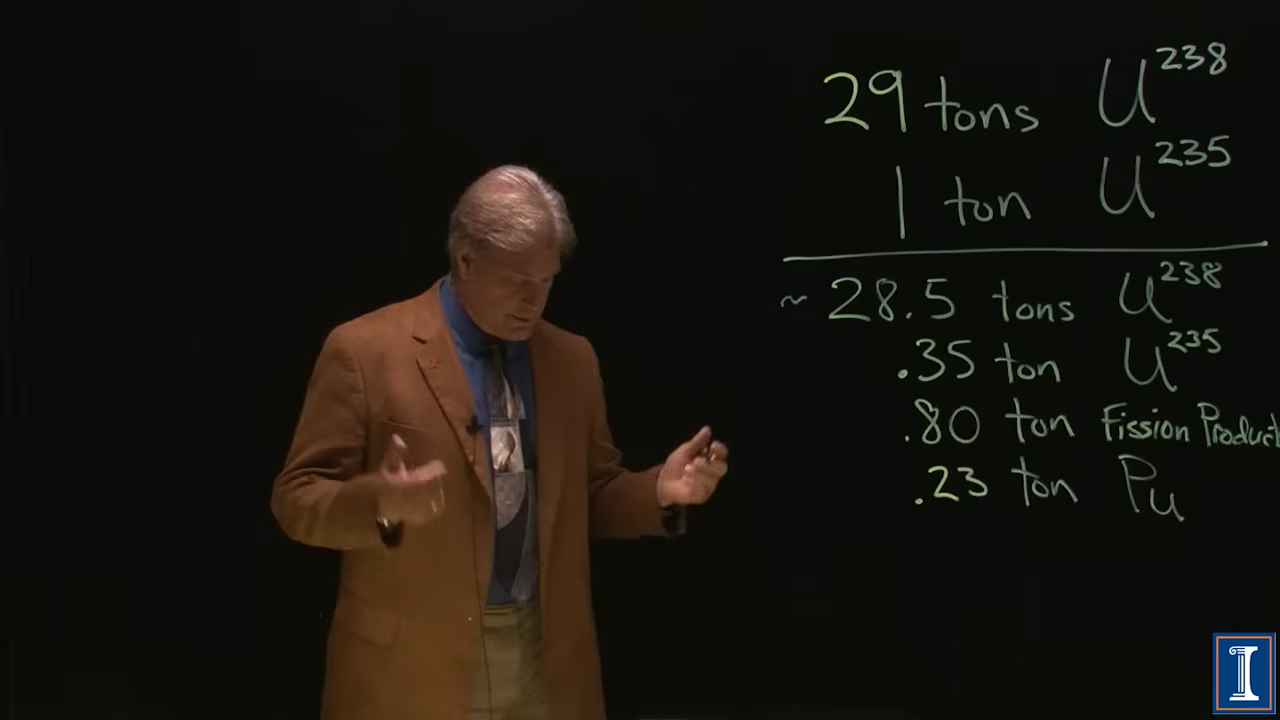 29 tons U²³⁸
1 ton U²³⁵
~ 28.5 tons U²³⁸
.35 ton U²³⁵
.80 ton Fission Product
.23 ton Pu
I